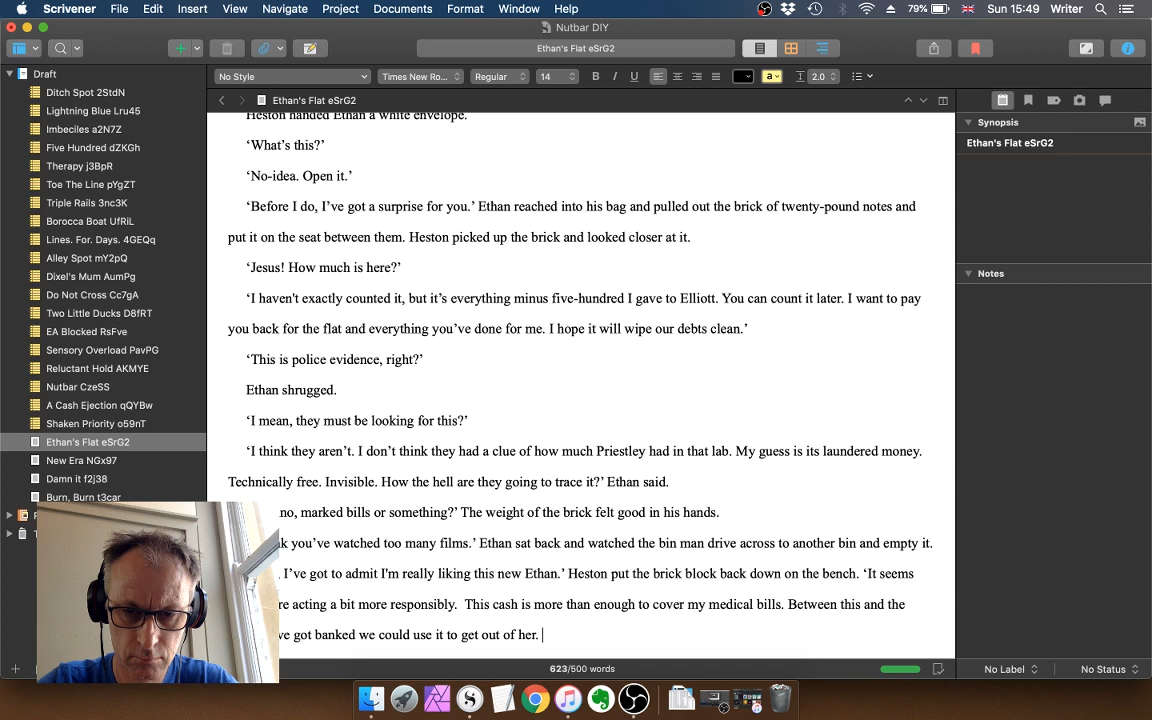 Scrivener File Edit Insert View Navigate Project Documents Format Window Help 79% Sun 15:49 Writer
Nutbar DIY
Ethan's Flat eSrG2
No Style Times New Ro... Regular 14 B I U a 2.0
Ethan's Flat eSrG2
Draft
Ditch Spot 2StdN
Lightning Blue Lru45
Imbeciles a2N7Z
Five Hundred dZKGh
Therapy j3BpR
Toe The Line pYgZT
Triple Rails 3nc3K
Borocca Boat UfRiL
Lines. For. Days. 4GEQq
Alley Spot mY2pQ
Dixel's Mum AumPg
Do Not Cross Cc7gA
Two Little Ducks D8fRT
EA Blocked RsFve
Sensory Overload PavPG
Reluctant Hold AKMYE
Nutbar CzeSS
A Cash Ejection qQYBw
Shaken Priority o59nT
Ethan's Flat eSrG2
New Era NGx97
Damn it f2j38
Burn, Burn t3car
Heston handed Ethan a white envelope.
‘What’s this?’
‘No-idea. Open it.’
‘Before I do, I’ve got a surprise for you.’ Ethan reached into his bag and pulled out the brick of twenty-pound notes and
put it on the seat between them. Heston picked up the brick and looked closer at it.
‘Jesus! How much is here?’
‘I haven't exactly counted it, but it’s everything minus five-hundred I gave to Elliott. You can count it later. I want to pay
you back for the flat and everything you’ve done for me. I hope it will wipe our debts clean.’
‘This is police evidence, right?’
Ethan shrugged.
‘I mean, they must be looking for this?’
‘I think they aren’t. I don’t think they had a clue of how much Priestley had in that lab. My guess is its laundered money.
Technically free. Invisible. How the hell are they going to trace it?’ Ethan said.
no, marked bills or something?’ The weight of the brick felt good in his hands.
you’ve watched too many films.’ Ethan sat back and watched the bin man drive across to another bin and empty it.
I’ve got to admit I'm really liking this new Ethan.’ Heston put the brick block back down on the bench. ‘It seems
acting a bit more responsibly.  This cash is more than enough to cover my medical bills. Between this and the
got banked we could use it to get out of her.
623/500 words
Synopsis
Ethan's Flat eSrG2
Notes
No Label No Status